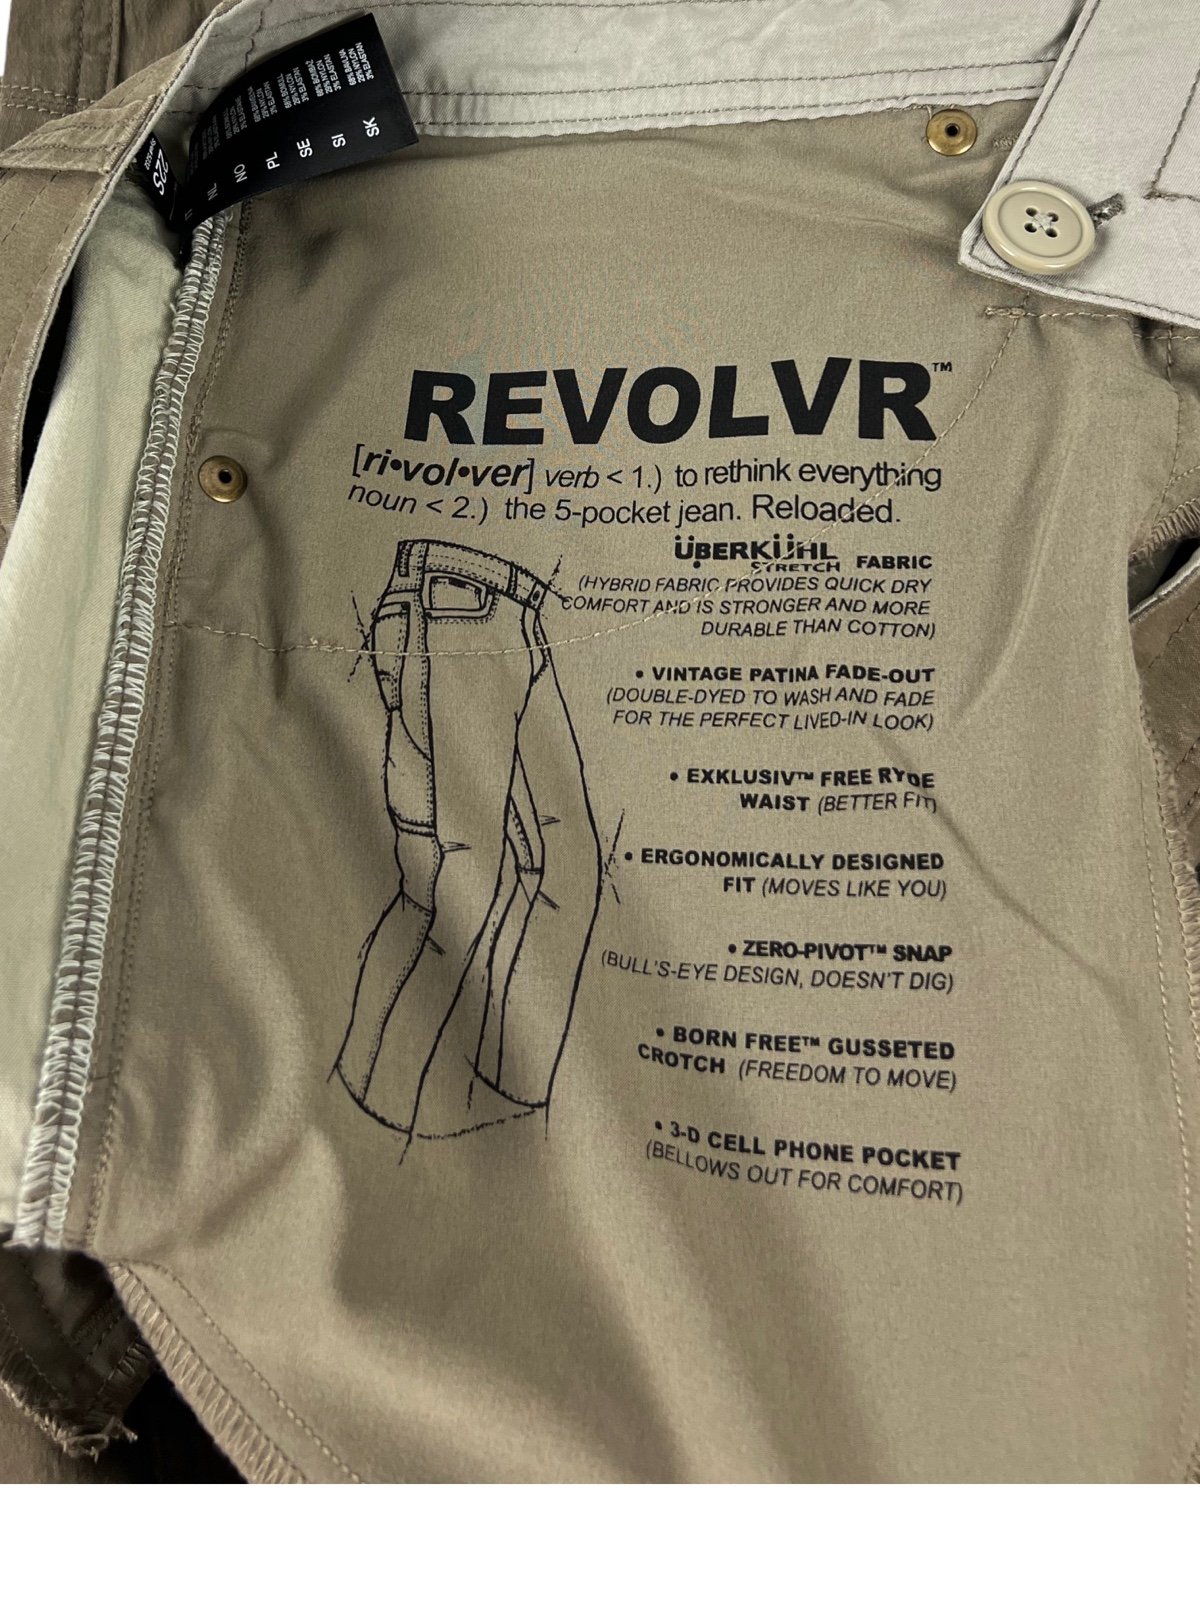 REVOLVR™
[ri•vol•ver] verb < 1.) to rethink everything
noun < 2.) the 5-pocket jean. Reloaded.
ÜBERKÜHL
STRETCH FABRIC
(HYBRID FABRIC PROVIDES QUICK DRY
COMFORT AND IS STRONGER AND MORE
DURABLE THAN COTTON)
• VINTAGE PATINA FADE-OUT
(DOUBLE-DYED TO WASH AND FADE
FOR THE PERFECT LIVED-IN LOOK)
• EXKLUSIV™ FREE RYDE
WAIST (BETTER FIT)
• ERGONOMICALLY DESIGNED
FIT (MOVES LIKE YOU)
• ZERO-PIVOT™ SNAP
(BULL'S-EYE DESIGN, DOESN'T DIG)
• BORN FREE™ GUSSETED
CROTCH (FREEDOM TO MOVE)
• 3-D CELL PHONE POCKET
(BELLOWS OUT FOR COMFORT)
NL
NO
PL
SE
SI
SK
3% ELASTAN
225